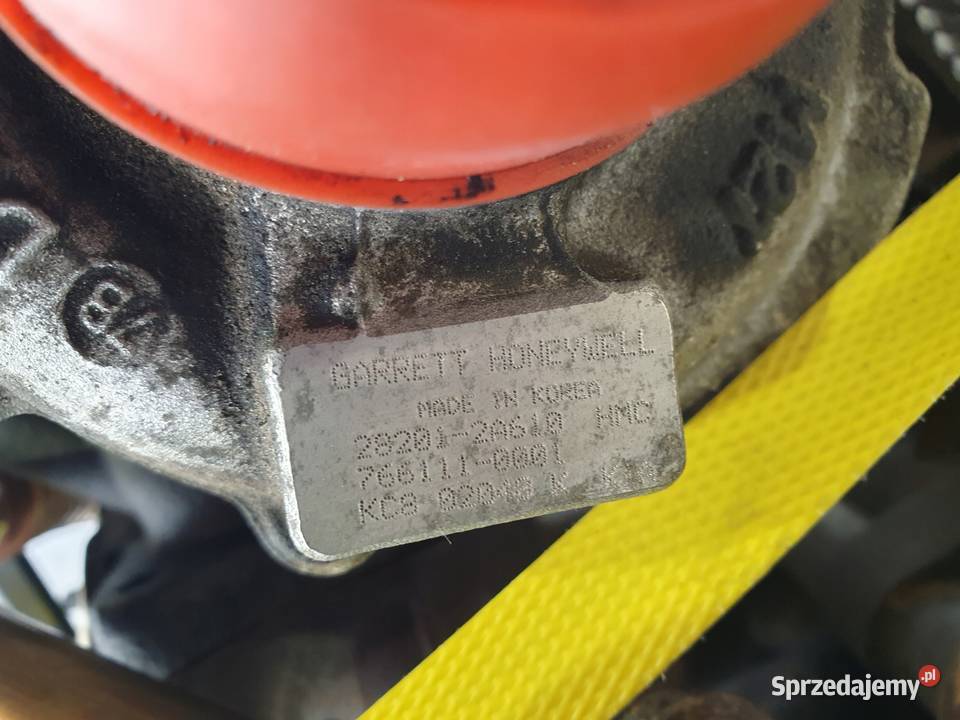 GARRETT HONEYWELL
MADE IN KOREA
28201-2A610 HMC
766111-0001
Sprzedajemy.pl